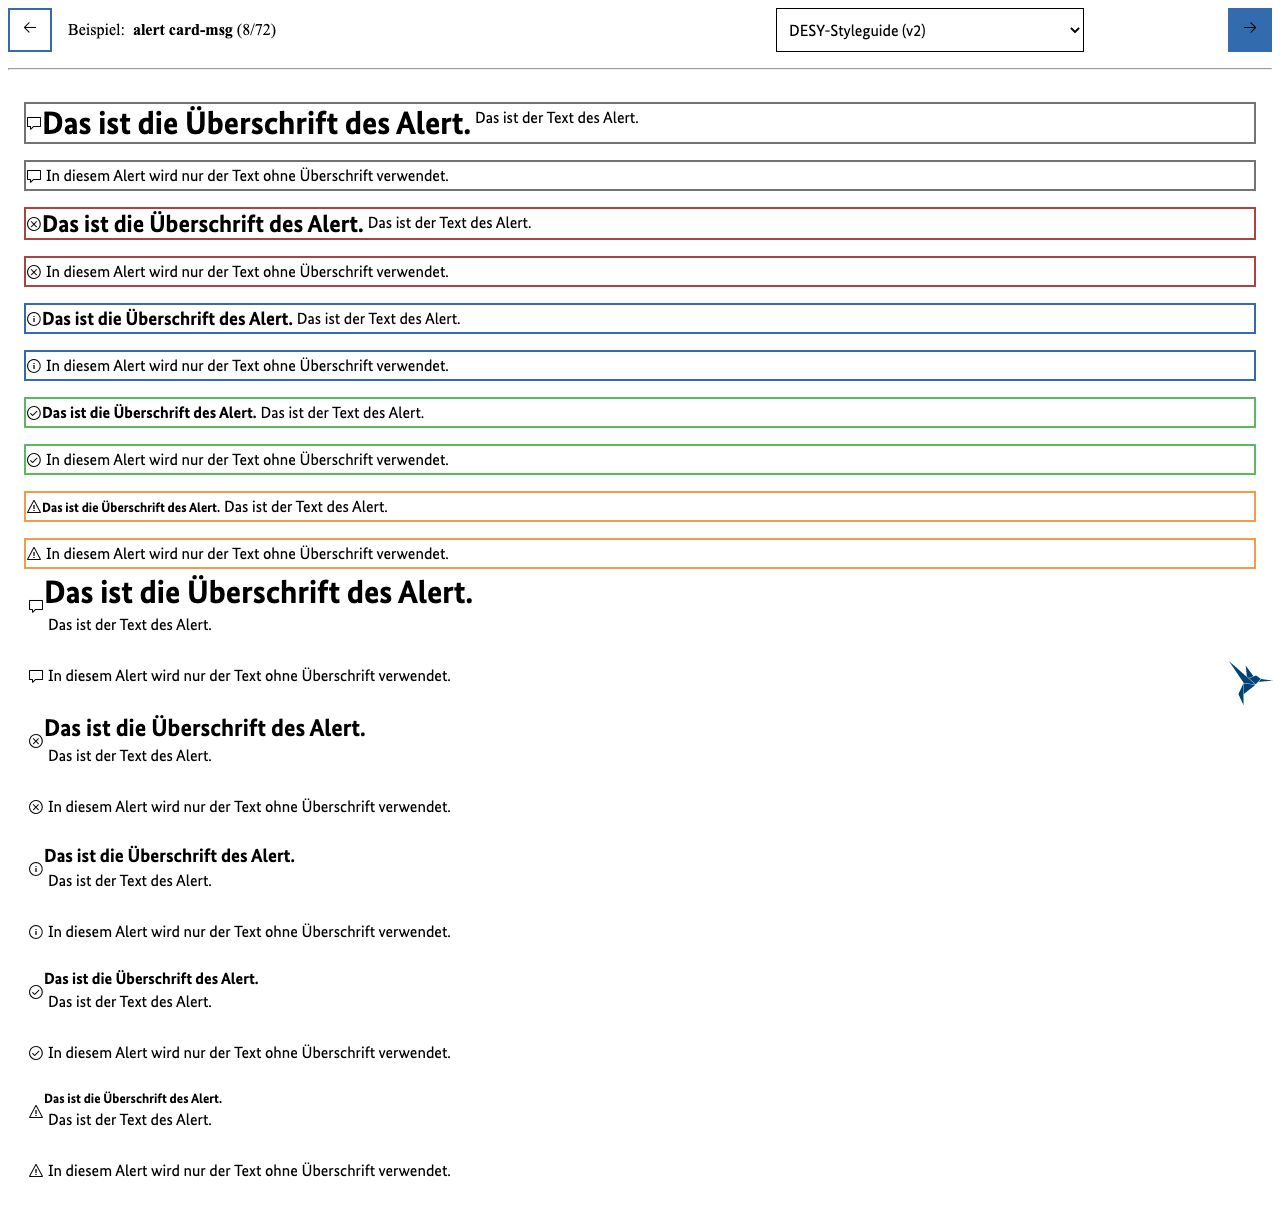 Beispiel: alert card-msg (8/72) DESY-Styleguide (v2)
Das ist die Überschrift des Alert. Das ist der Text des Alert.
In diesem Alert wird nur der Text ohne Überschrift verwendet.
Das ist die Überschrift des Alert. Das ist der Text des Alert.
In diesem Alert wird nur der Text ohne Überschrift verwendet.
Das ist die Überschrift des Alert. Das ist der Text des Alert.
In diesem Alert wird nur der Text ohne Überschrift verwendet.
Das ist die Überschrift des Alert. Das ist der Text des Alert.
In diesem Alert wird nur der Text ohne Überschrift verwendet.
Das ist die Überschrift des Alert. Das ist der Text des Alert.
In diesem Alert wird nur der Text ohne Überschrift verwendet.
Das ist die Überschrift des Alert.
Das ist der Text des Alert.
In diesem Alert wird nur der Text ohne Überschrift verwendet.
Das ist die Überschrift des Alert.
Das ist der Text des Alert.
In diesem Alert wird nur der Text ohne Überschrift verwendet.
Das ist die Überschrift des Alert.
Das ist der Text des Alert.
In diesem Alert wird nur der Text ohne Überschrift verwendet.
Das ist die Überschrift des Alert.
Das ist der Text des Alert.
In diesem Alert wird nur der Text ohne Überschrift verwendet.
Das ist die Überschrift des Alert.
Das ist der Text des Alert.
In diesem Alert wird nur der Text ohne Überschrift verwendet.